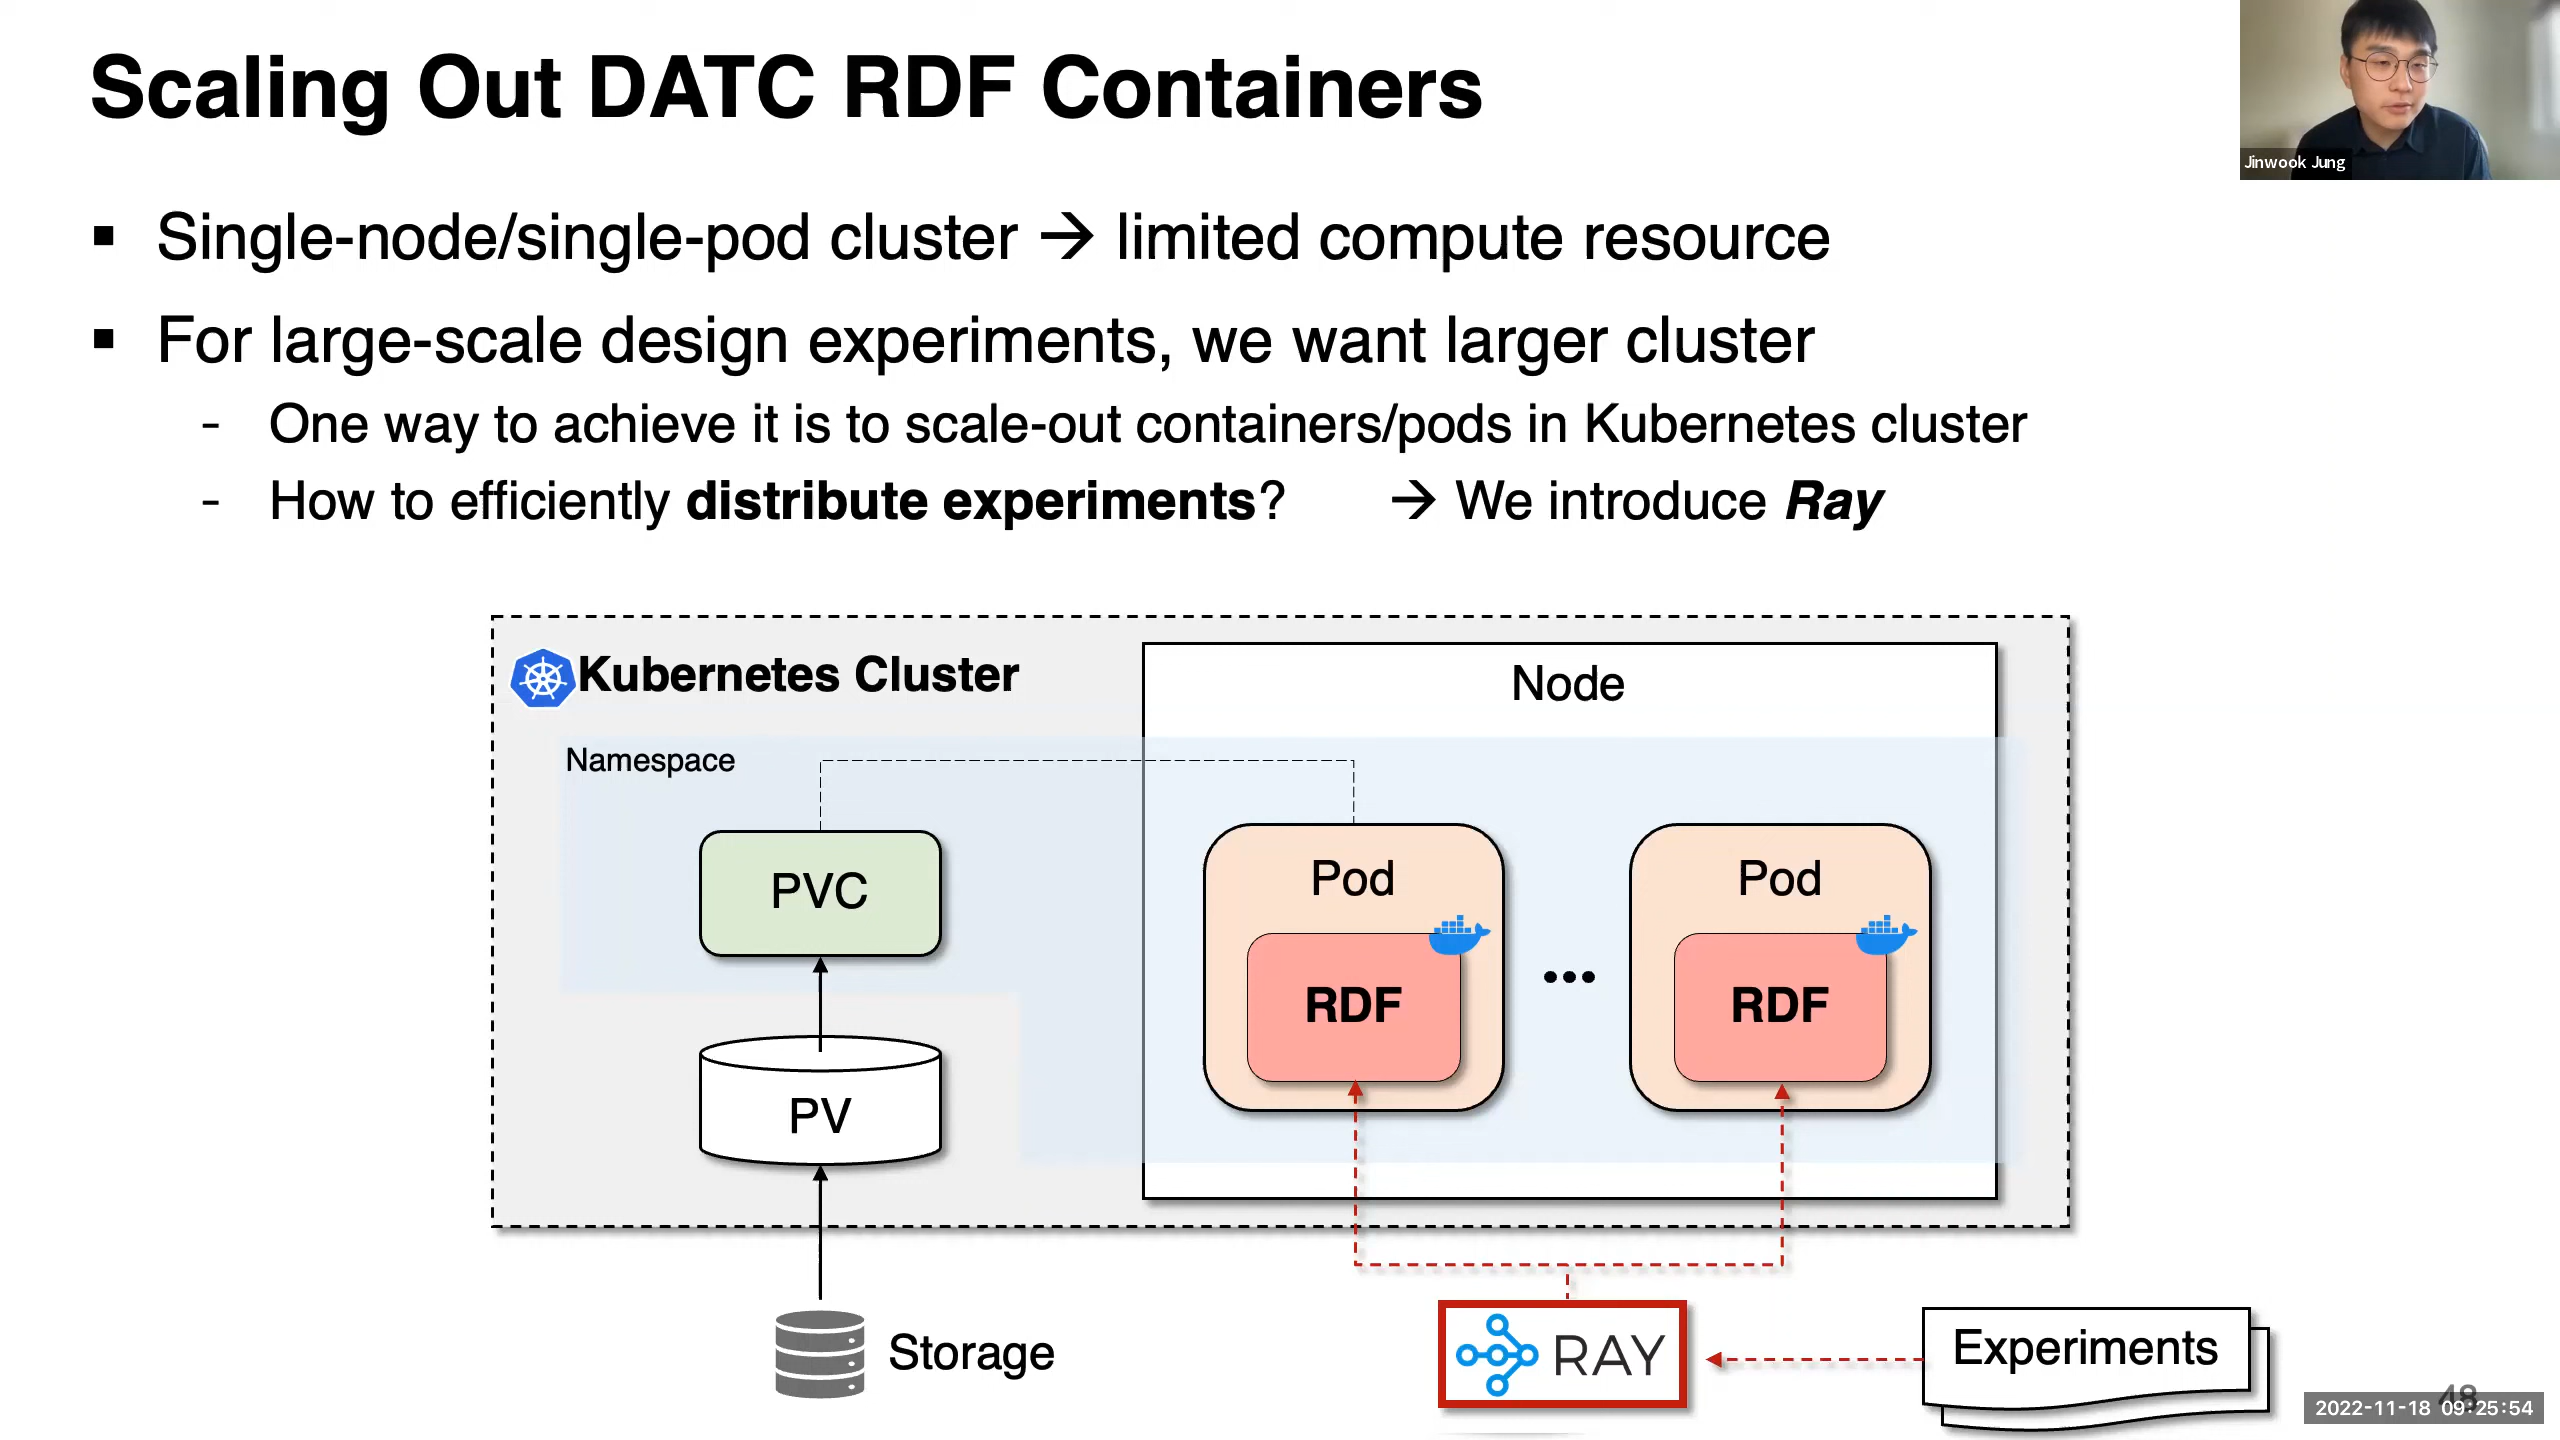 Scaling Out DATC RDF Containers
Jinwook Jung
▪ Single-node/single-pod cluster → limited compute resource
▪ For large-scale design experiments, we want larger cluster
- One way to achieve it is to scale-out containers/pods in Kubernetes cluster
- How to efficiently distribute experiments? → We introduce Ray
Kubernetes Cluster
Node
Namespace
PVC
Pod
Pod
RDF
...
RDF
PV
Storage
RAY
Experiments
48
2022-11-18 09:25:54